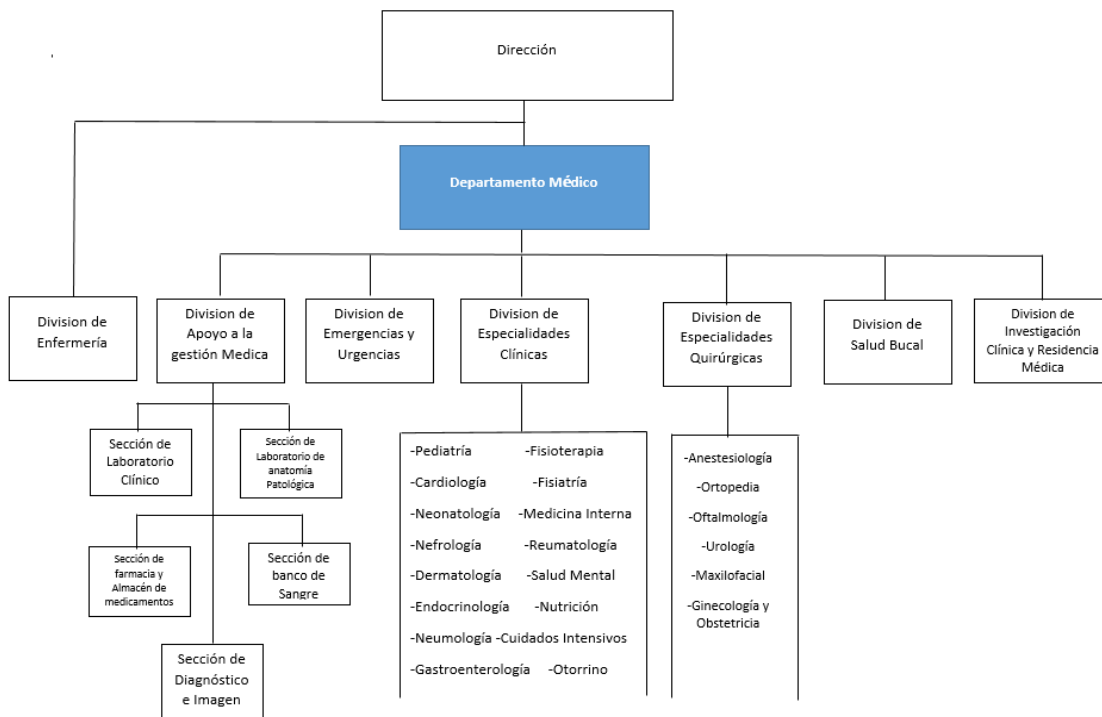 Dirección
Departamento Médico
Division de
Enfermería
Division de
Apoyo a la
gestión Medica
Division de
Emergencias y
Urgencias
Division de
Especialidades
Clínicas
Division de
Especialidades
Quirúrgicas
Division de
Salud Bucal
Division de
Investigación
Clínica y Residencia
Médica
Sección de
Laboratorio
Clínico
Sección de
Laboratorio de
anatomía
Patológica
Sección de
farmacia y
Almacén de
medicamentos
Sección de
banco de
Sangre
Sección de
Diagnóstico
e Imagen
-Pediatría -Fisioterapia
-Cardiología -Fisiatría
-Neonatología -Medicina Interna
-Nefrología -Reumatología
-Dermatología -Salud Mental
-Endocrinología -Nutrición
-Neumología -Cuidados Intensivos
-Gastroenterología -Otorrino
-Anestesiología
-Ortopedia
-Oftalmología
-Urología
-Maxilofacial
-Ginecología y
Obstetricia